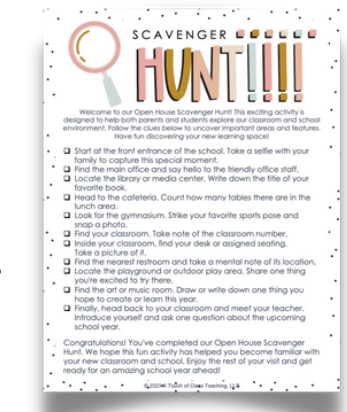 SCAVENGER
HUNT!!!!
Welcome to our Open House Scavenger Hunt! This exciting activity is
designed to help both parents and students explore our classroom and school
environment. Follow the clues below to uncover important areas and features.
Have fun discovering your new learning space!
❑ Start at the front entrance of the school. Take a selfie with your
family to capture this special moment.
❑ Find the main office and say hello to the friendly office staff.
❑ Locate the library or media center. Write down the title of your
favorite book.
❑ Head to the cafeteria. Count how many tables there are in the
lunch area.
❑ Look for the gymnasium. Strike your favorite sports pose and
snap a photo.
❑ Find your classroom. Take note of the classroom number.
❑ Inside your classroom, find your desk or assigned seating.
Take a picture of it.
❑ Find the nearest restroom and take a mental note of its location.
❑ Locate the playground or outdoor play area. Share one thing
you're excited to try there.
❑ Find the art or music room. Draw or write down one thing you
hope to create or learn this year.
❑ Finally, head back to your classroom and meet your teacher.
Introduce yourself and ask one question about the upcoming
school year.
Congratulations! You've completed our Open House Scavenger
Hunt. We hope this fun activity has helped you become familiar with
your new classroom and school. Enjoy the rest of your visit and get
ready for an amazing school year ahead!
©2023 A Touch of Class Teaching, LLC